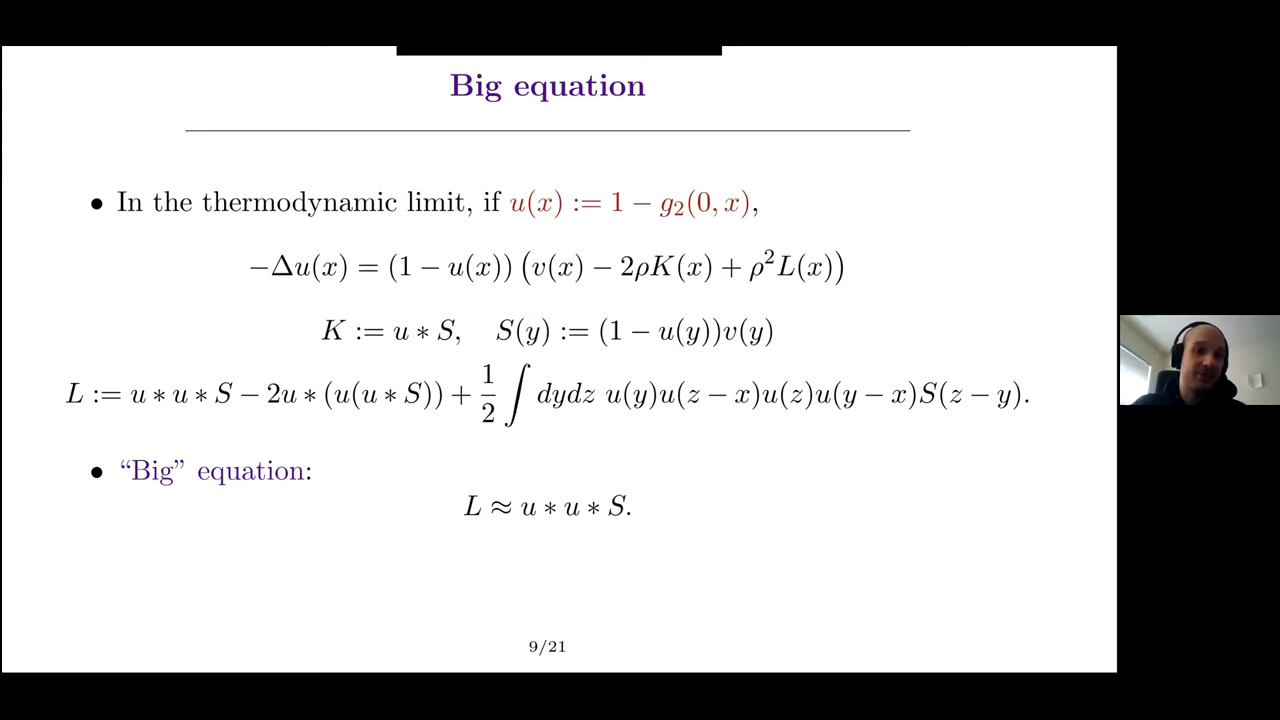 Big equation
• In the thermodynamic limit, if u(x) := 1 − g₂(0, x),
−Δu(x) = (1 − u(x)) (v(x) − 2ρK(x) + ρ²L(x))
K := u ∗ S, S(y) := (1 − u(y))v(y)
L := u ∗ u ∗ S − 2u ∗ (u(u ∗ S)) + 1/2 ∫ dydz u(y)u(z − x)u(z)u(y − x)S(z − y).
• “Big” equation:
L ≈ u ∗ u ∗ S.
9/21